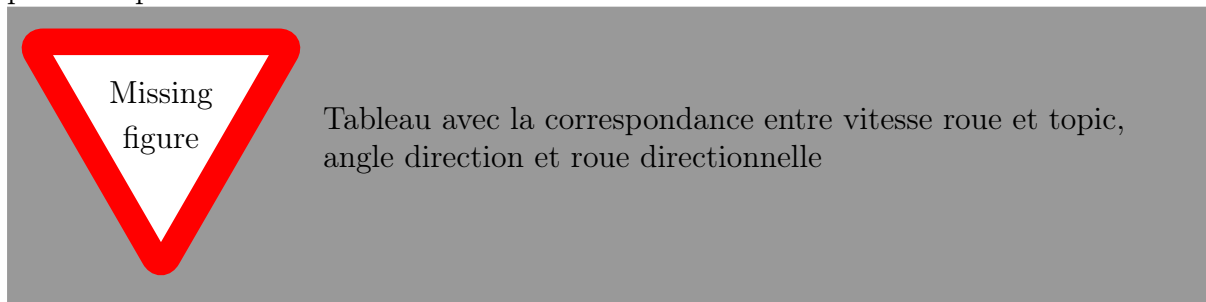 Missing
figure
Tableau avec la correspondance entre vitesse roue et topic,
angle direction et roue directionnelle